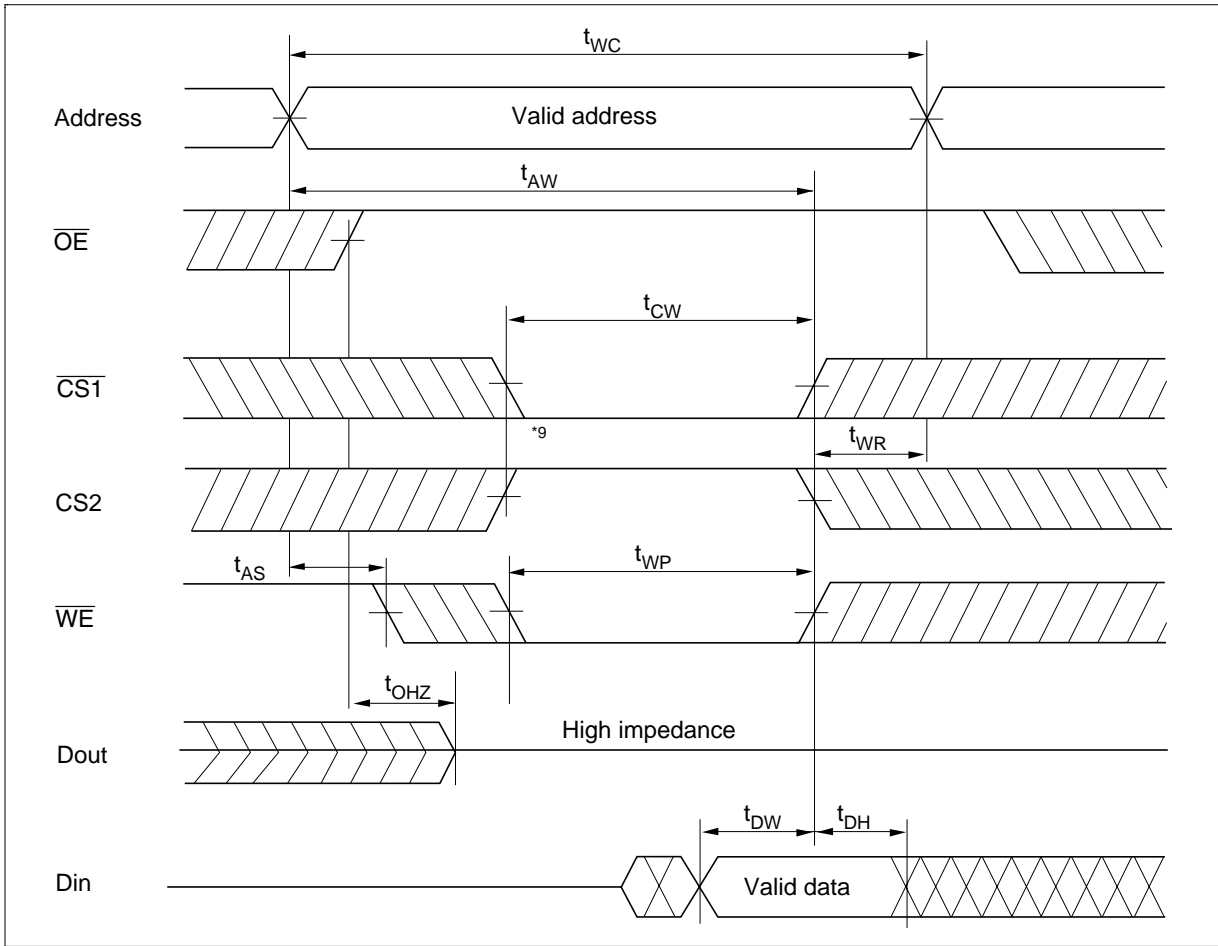 tWC
Address
Valid address
tAW
OE
tCW
CS1
*9
tWR
CS2
tAS
tWP
WE
tOHZ
High impedance
Dout
tDW
tDH
Din
Valid data